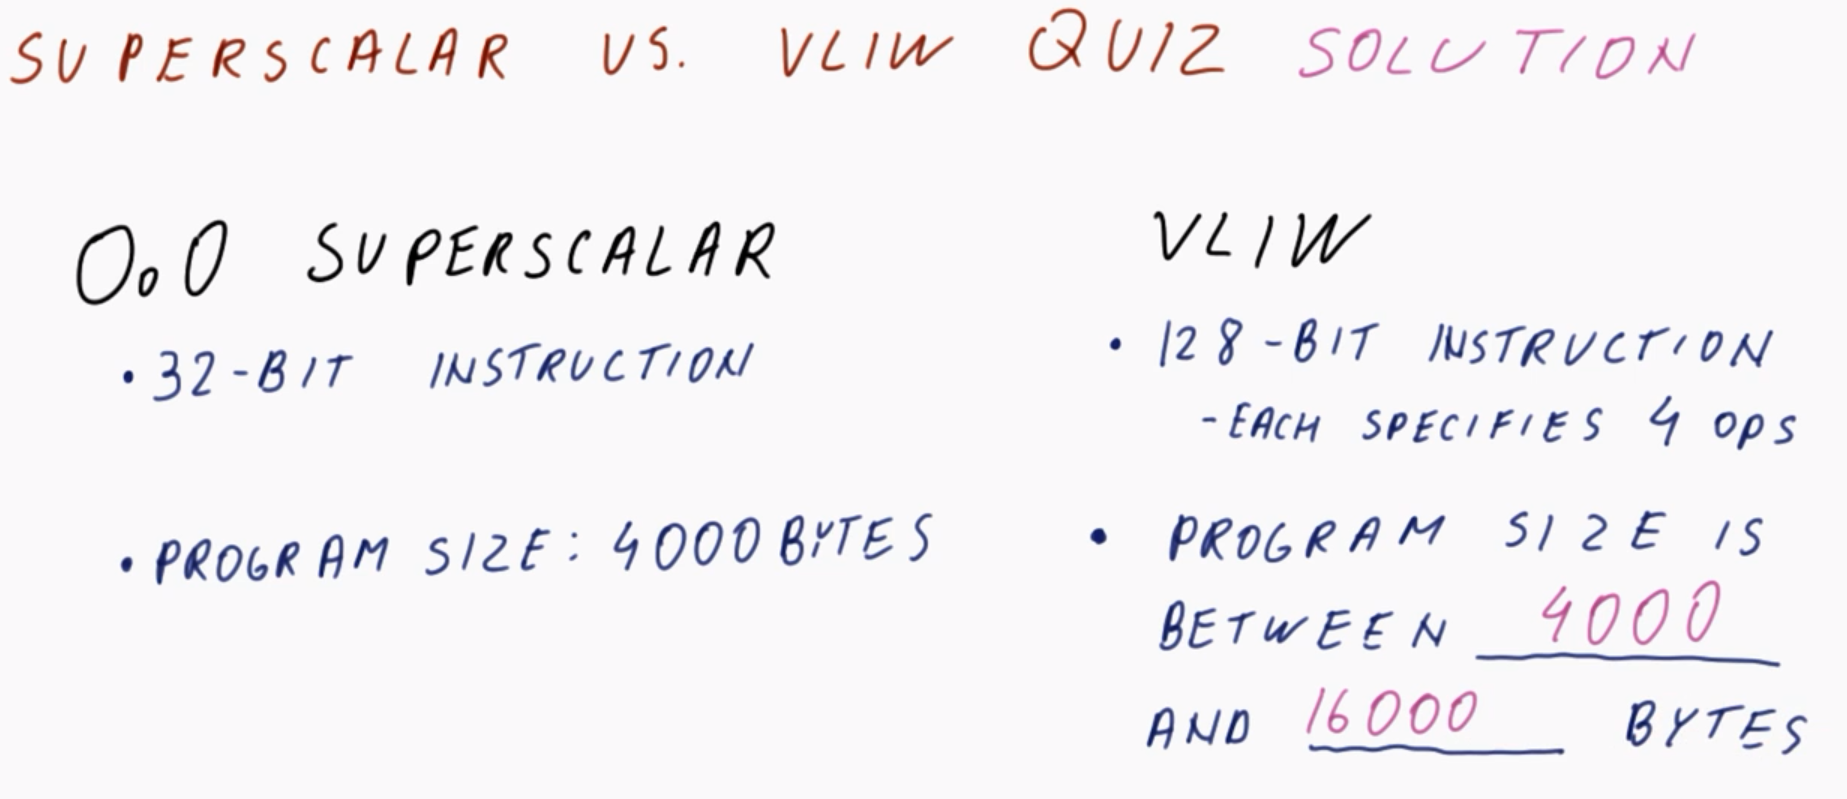 SUPERSCALAR VS. VLIW QUIZ SOLUTION
OoO SUPERSCALAR
• 32-BIT INSTRUCTION
• PROGRAM SIZE: 4000 BYTES
VLIW
• 128-BIT INSTRUCTION
- EACH SPECIFIES 4 OPS
• PROGRAM SIZE IS
BETWEEN 4000
AND 16000 BYTES